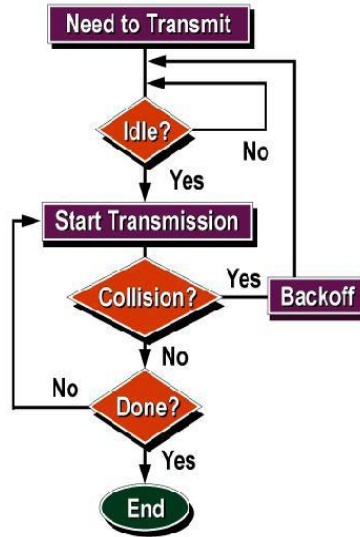 Need to Transmit
Idle?
No
Yes
Start Transmission
Collision?
Yes
Backoff
No
No
Done?
Yes
End